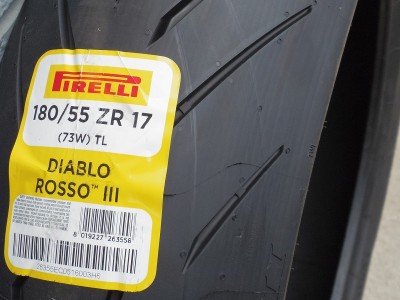 PIRELLI
180/55 ZR 17
(73W) TL
DIABLO
ROSSO™ III
8 019227 263558